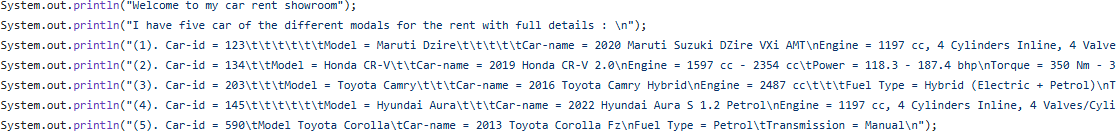 System.out.println("Welcome to my car rent showroom");
System.out.println("I have five car of the different modals for the rent with full details : \n");
System.out.println("(1). Car-id = 123\t\t\t\t\t\t\tModel = Maruti Dzire\t\t\t\t\t\tCar-name = 2020 Maruti Suzuki DZire VXi AMT\nEngine = 1197 cc, 4 Cylinders Inline, 4 Valve
System.out.println("(2). Car-id = 134\t\tModel = Honda CR-V\t\tCar-name = 2019 Honda CR-V 2.0\nEngine = 1597 cc - 2354 cc\tPower = 118.3 - 187.4 bhp\nTorque = 350 Nm - 3
System.out.println("(3). Car-id = 203\t\t\tModel = Toyota Camry\t\t\tCar-name = 2016 Toyota Camry Hybrid\nEngine = 2487 cc\t\t\tFuel Type = Hybrid (Electric + Petrol)\nT
System.out.println("(4). Car-id = 145\t\t\t\t\t\t\tModel = Hyundai Aura\t\t\tCar-name = 2022 Hyundai Aura S 1.2 Petrol\nEngine = 1197 cc, 4 Cylinders Inline, 4 Valves/Cyli
System.out.println("(5). Car-id = 590\tModel Toyota Corolla\tCar-name = 2013 Toyota Corolla Fz\nFuel Type = Petrol\tTransmission = Manual\n");